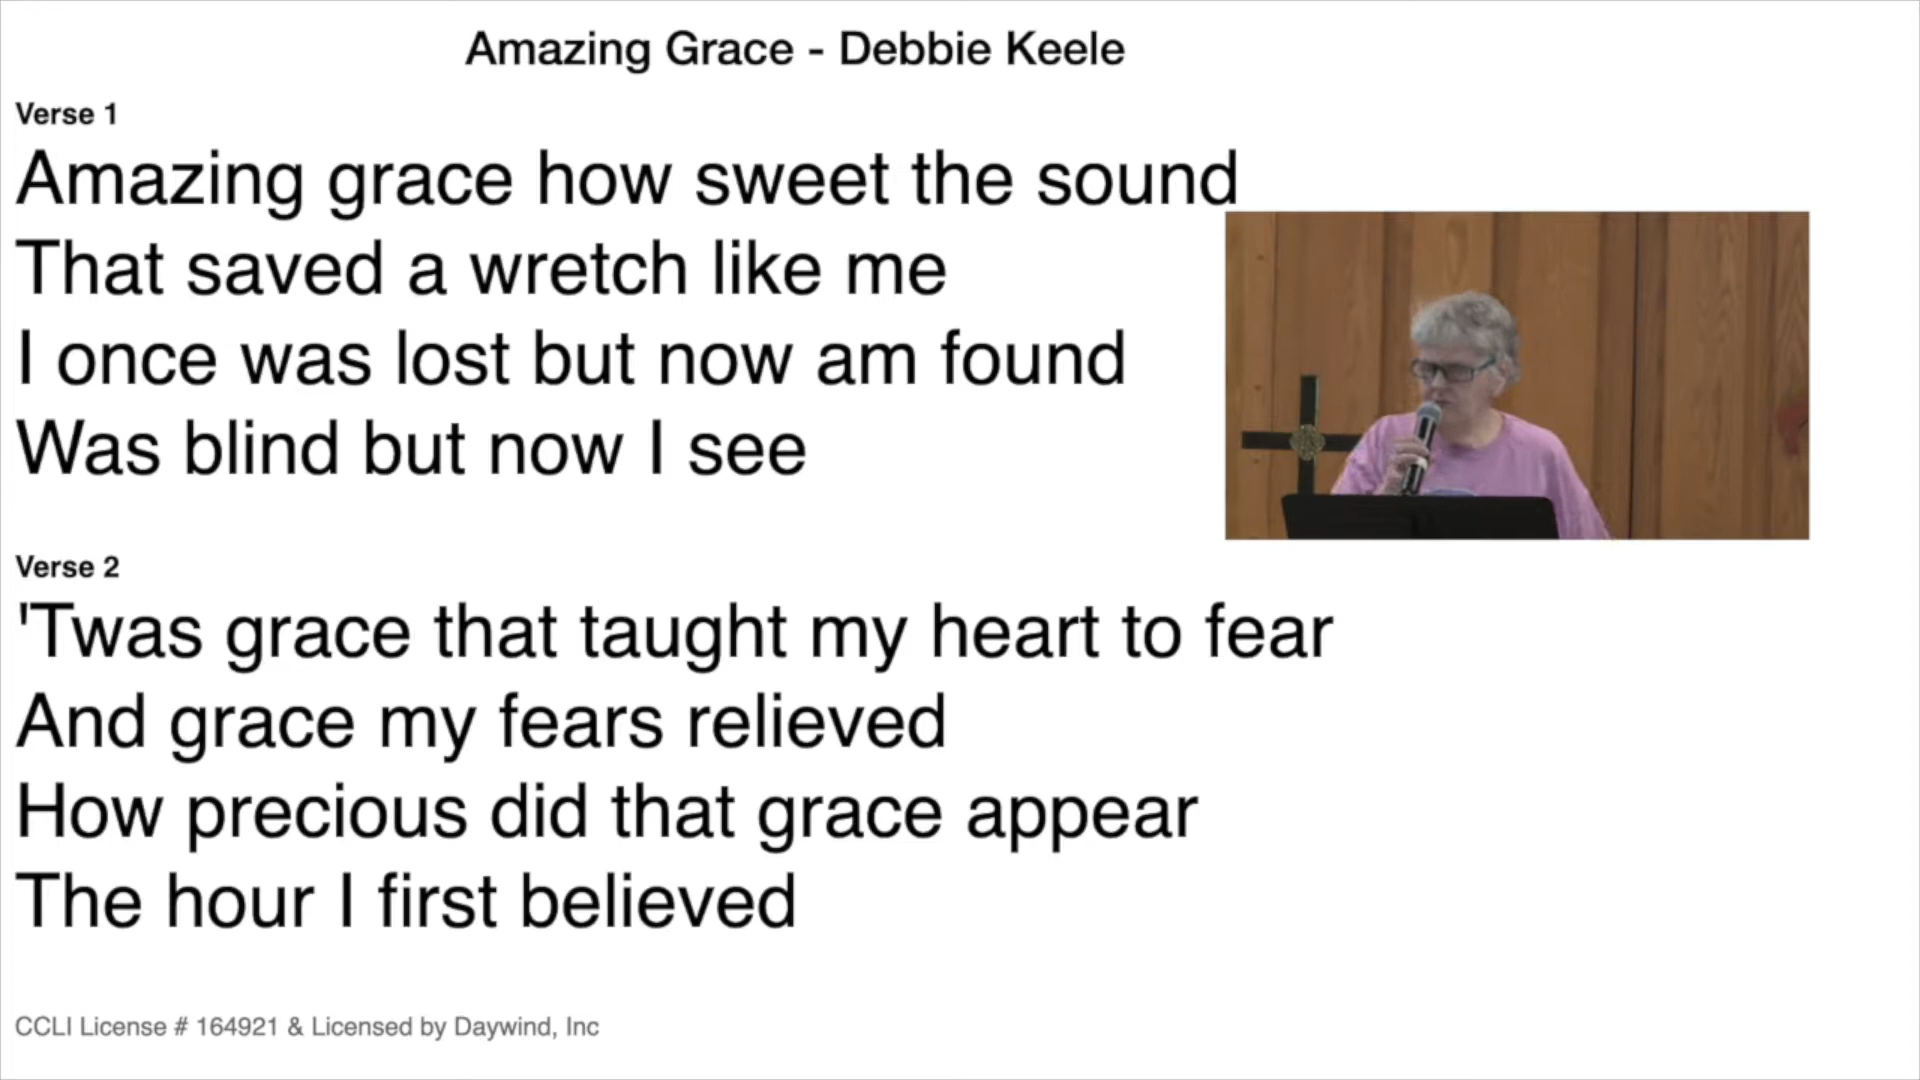 Amazing Grace - Debbie Keele
Verse 1
Amazing grace how sweet the sound
That saved a wretch like me
I once was lost but now am found
Was blind but now I see
Verse 2
'Twas grace that taught my heart to fear
And grace my fears relieved
How precious did that grace appear
The hour I first believed
CCLI License # 164921 & Licensed by Daywind, Inc